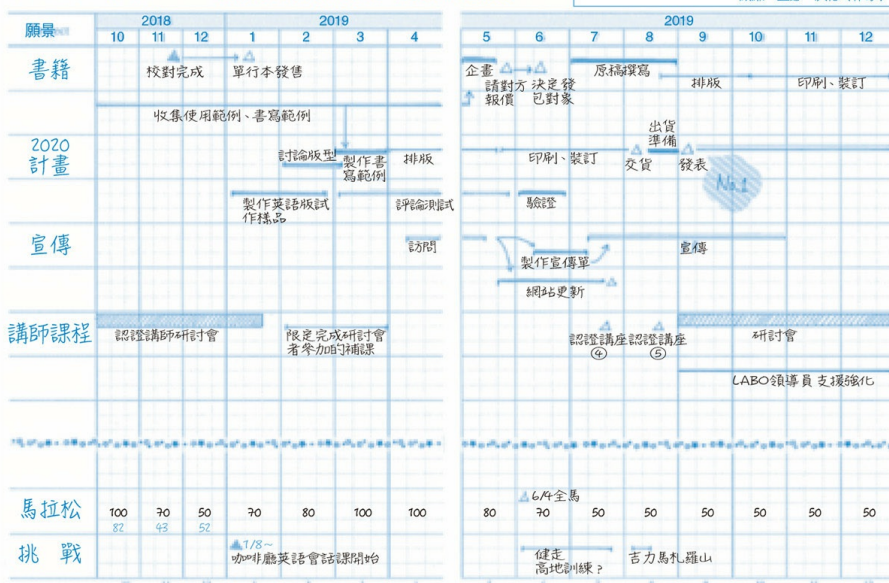 願景
2018
2019
2019
10 11 12 1 2 3 4 5 6 7 8 9 10 11 12
書籍
校對完成
單行本發售
企畫
請對方
報價
決定發
包對象
原稿撰寫
排版
印刷、裝訂
收集使用範例、書寫範例
2020
計畫
討論版型
製作書
寫範例
排版
印刷、裝訂
交貨
出貨
準備
發表
No.1
製作英語版試
作樣品
評論測試
驗證
宣傳
訪問
製作宣傳單
宣傳
網站更新
講師課程
認證講師研討會
限定完成研討會
者參加的補課
認證講座
④
認證講座
⑤
研討會
LABO領導員支援強化
馬拉松
100 70 50 70 80 100 100 80 70 50 50 50 50 50 50
82 43 52
6/4全馬
挑戰
1/8~
咖啡廳英語會話課開始
健走
高地訓練?
吉力馬札羅山